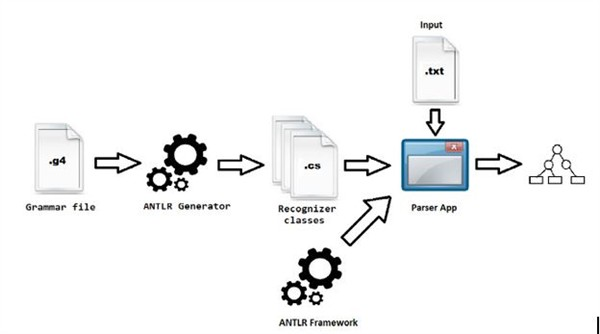 Input
.txt
.g4
.cs
Grammar file
ANTLR Generator
Recognizer
classes
Parser App
ANTLR Framework